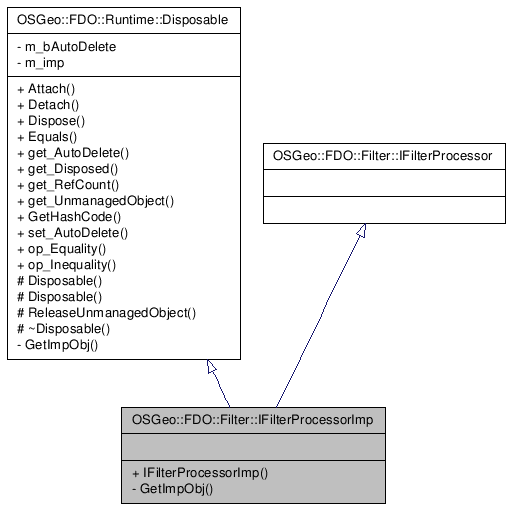 OSGeo::FDO::Runtime::Disposable
- m_bAutoDelete
- m_imp
+ Attach()
+ Detach()
+ Dispose()
+ Equals()
+ get_AutoDelete()
+ get_Disposed()
+ get_RefCount()
+ get_UnmanagedObject()
+ GetHashCode()
+ set_AutoDelete()
+ op_Equality()
+ op_Inequality()
# Disposable()
# Disposable()
# ReleaseUnmanagedObject()
# ~Disposable()
- GetImpObj()
OSGeo::FDO::Filter::IFilterProcessor
OSGeo::FDO::Filter::IFilterProcessorImp
+ IFilterProcessorImp()
- GetImpObj()